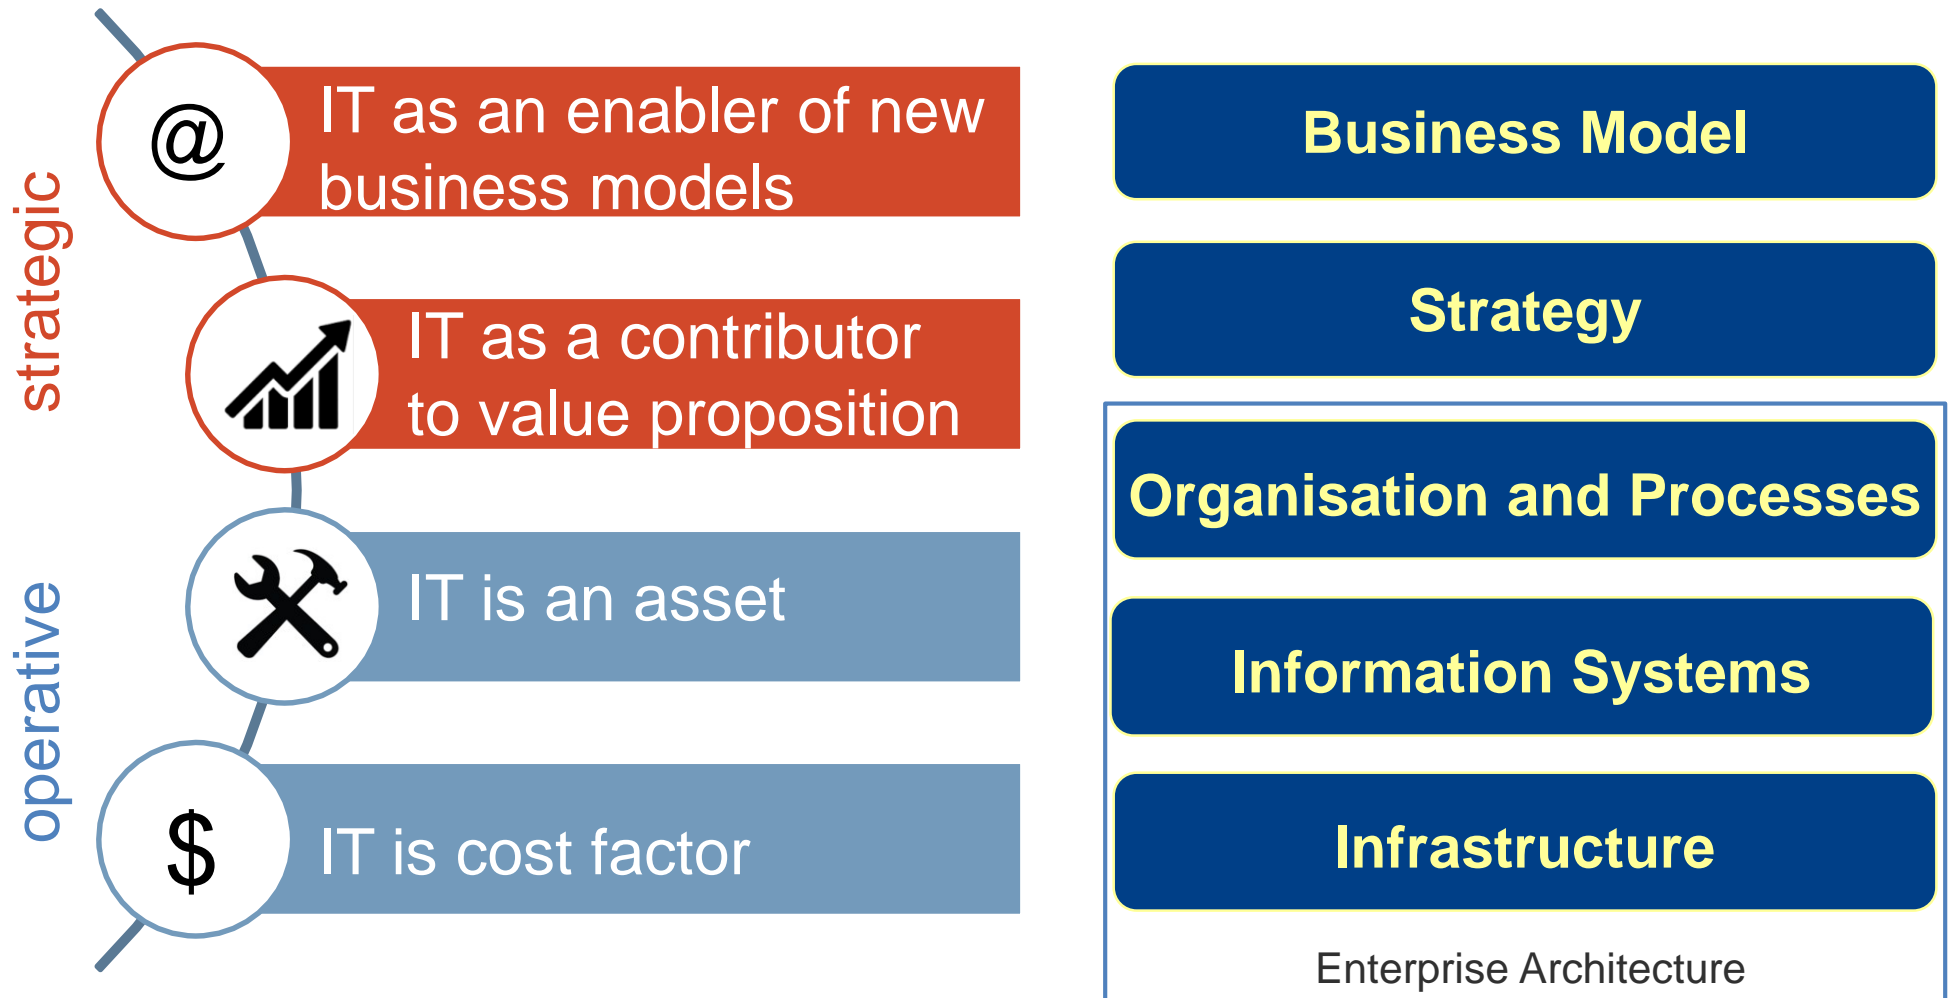 strategic
@
IT as an enabler of new
business models
IT as a contributor
to value proposition
operative
IT is an asset
$
IT is cost factor
Business Model
Strategy
Organisation and Processes
Information Systems
Infrastructure
Enterprise Architecture